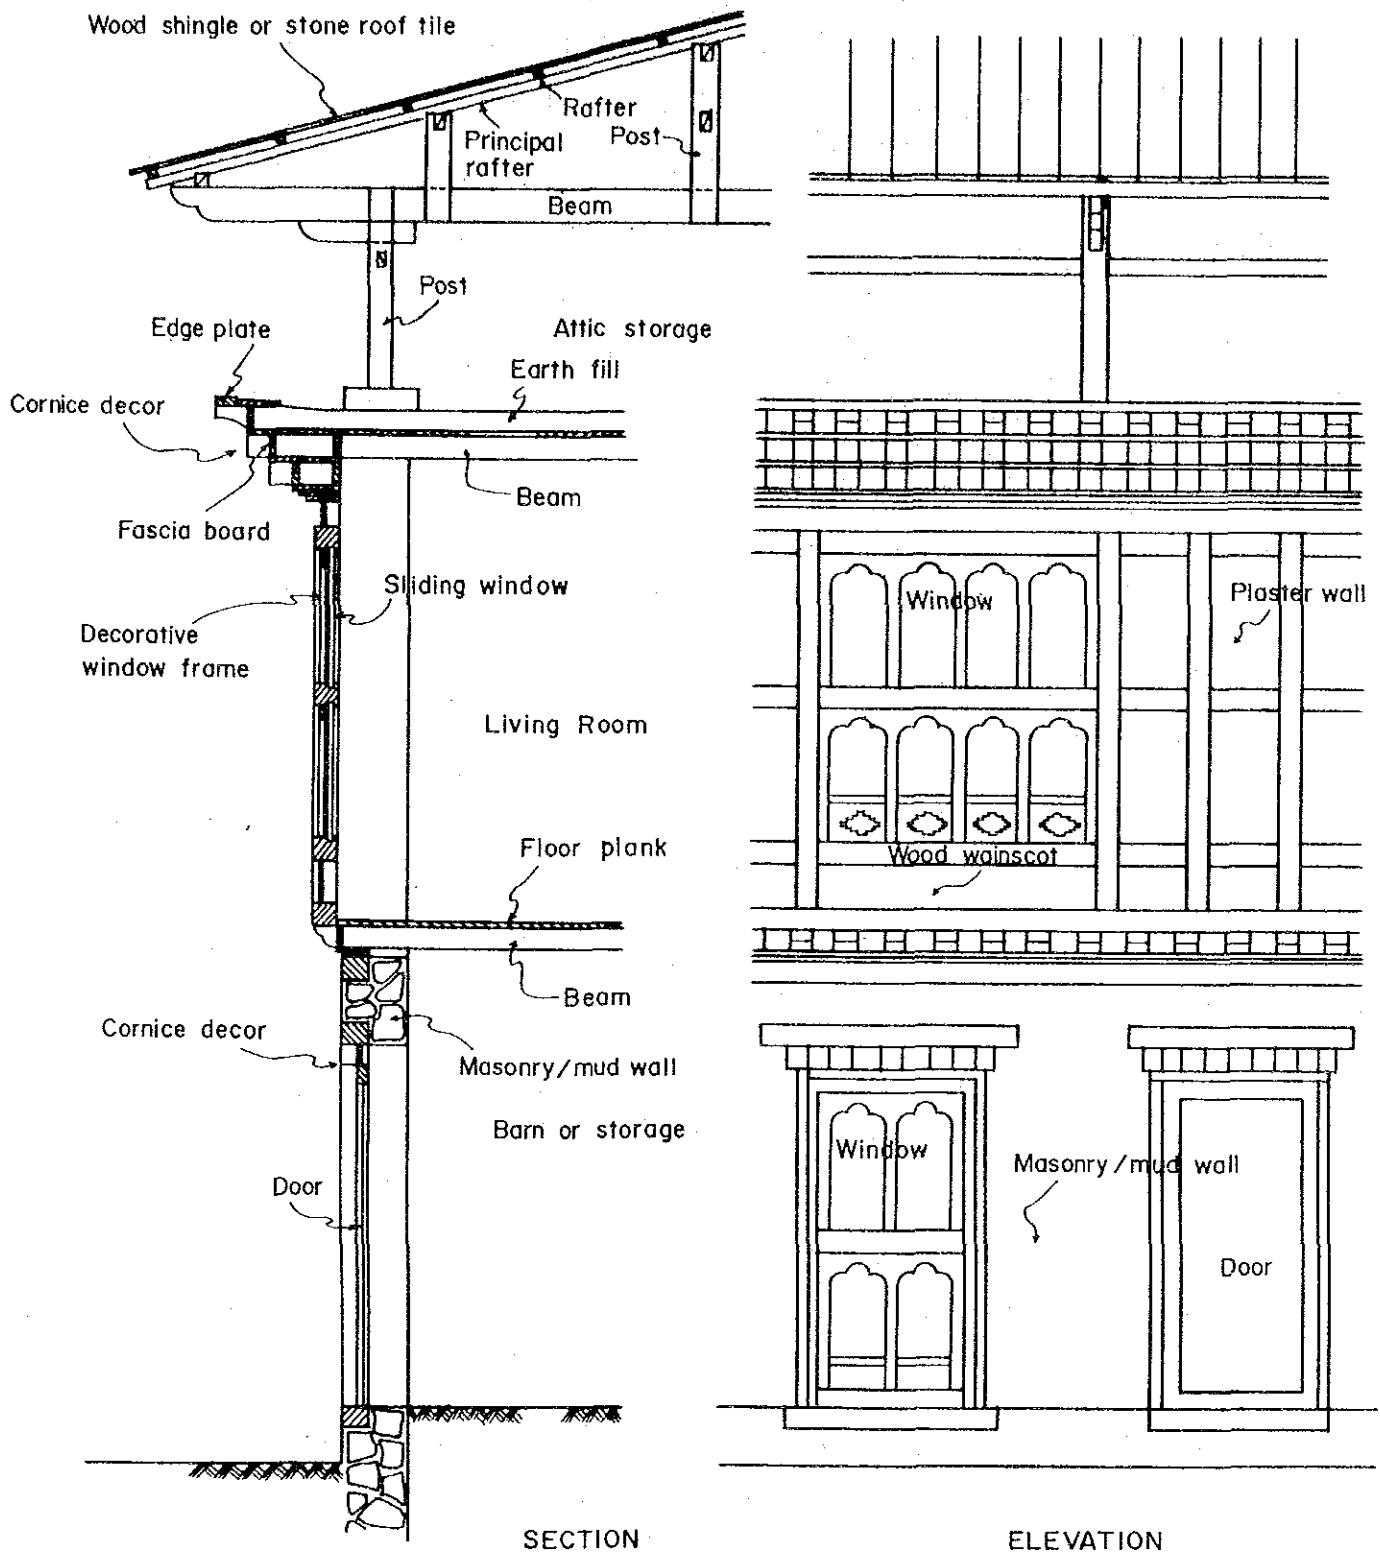 Wood shingle or stone roof tile
Rafter
Principal
rafter
Post
Beam
Post
Edge plate
Attic storage
Earth fill
Cornice decor
Beam
Fascia board
Sliding window
Decorative
window frame
Living Room
Floor plank
Beam
Cornice decor
Masonry/mud wall
Barn or storage
Door
SECTION
Window
Plaster wall
Wood wainscot
Window
Masonry/mud wall
Door
ELEVATION